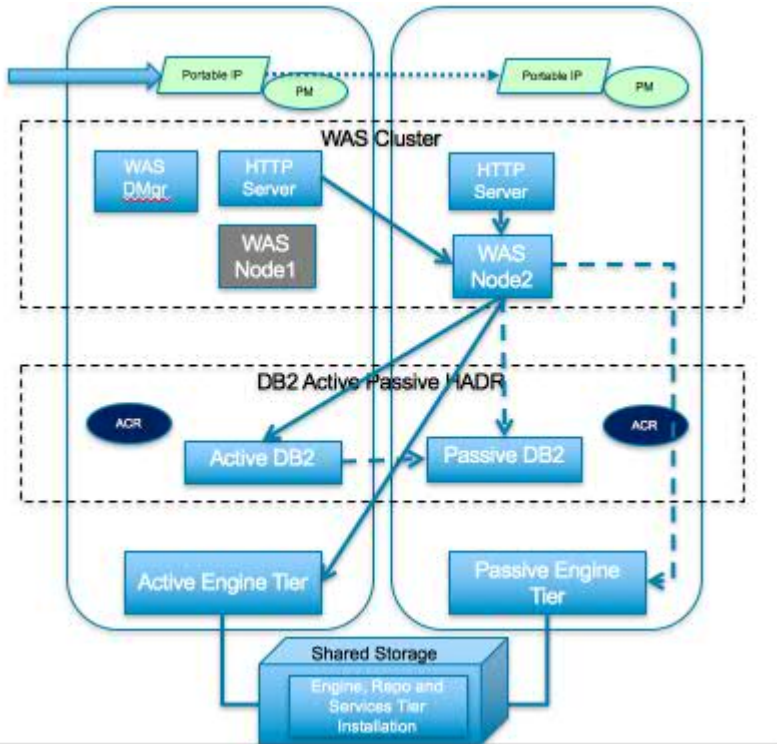 Portable IP
PM
Portable IP
PM
WAS Cluster
WAS
DMgr
HTTP
Server
HTTP
Server
WAS
Node1
WAS
Node2
DB2 Active Passive HADR
ACR
ACR
Active DB2
Passive DB2
Active Engine Tier
Passive Engine
Tier
Shared Storage
Engine, Repo and
Services Tier
Installation